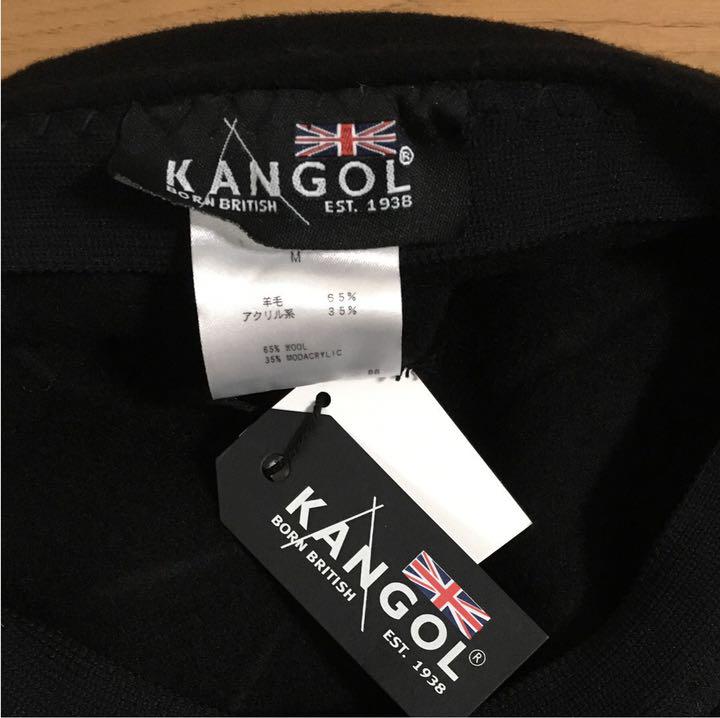 KANGOL®
BORN BRITISH EST. 1938
M
羊毛 65%
アクリル系 35%
65% WOOL
35% MODACRYLIC
KANGOL®
BORN BRITISH EST. 1938